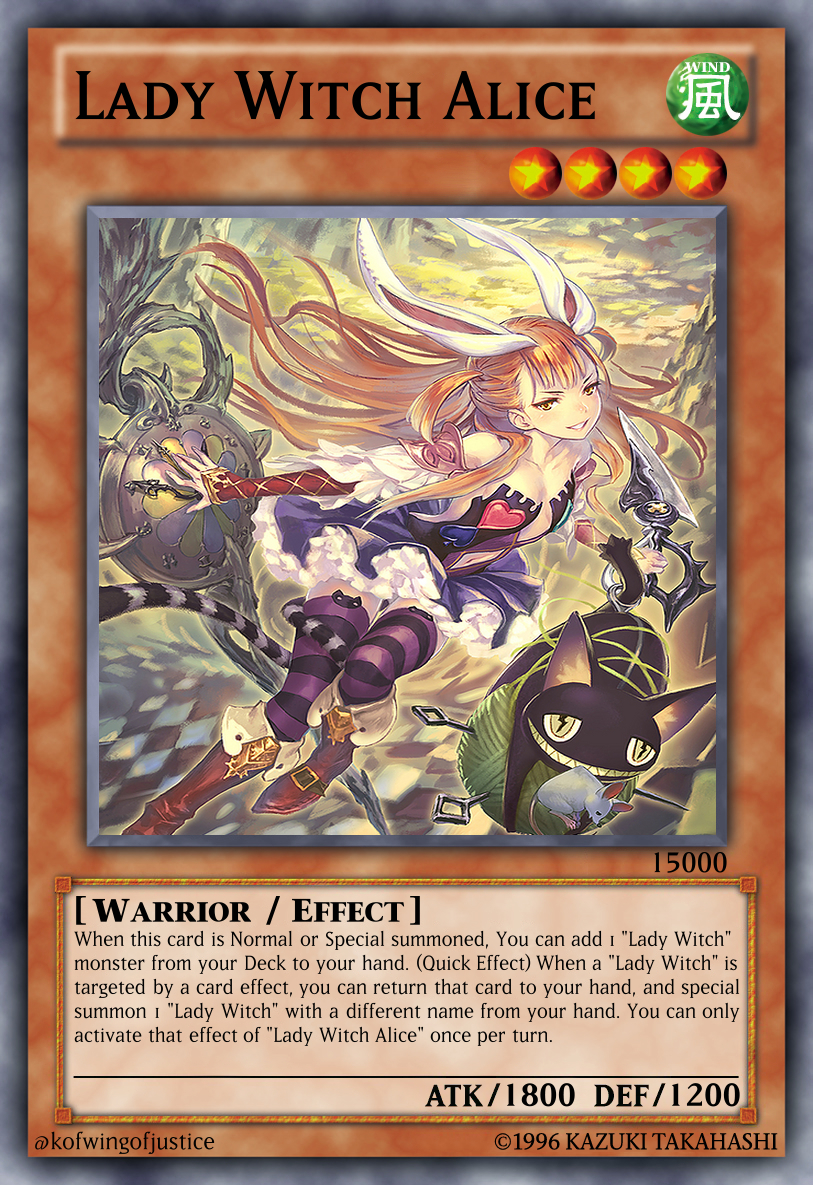 Lady Witch Alice
WIND
風
15000
[ Warrior / Effect ]
When this card is Normal or Special summoned, You can add 1 "Lady Witch"
monster from your Deck to your hand. (Quick Effect) When a "Lady Witch" is
targeted by a card effect, you can return that card to your hand, and special
summon 1 "Lady Witch" with a different name from your hand. You can only
activate that effect of "Lady Witch Alice" once per turn.
ATK/1800 DEF/1200
@kofwingofjustice ©1996 KAZUKI TAKAHASHI